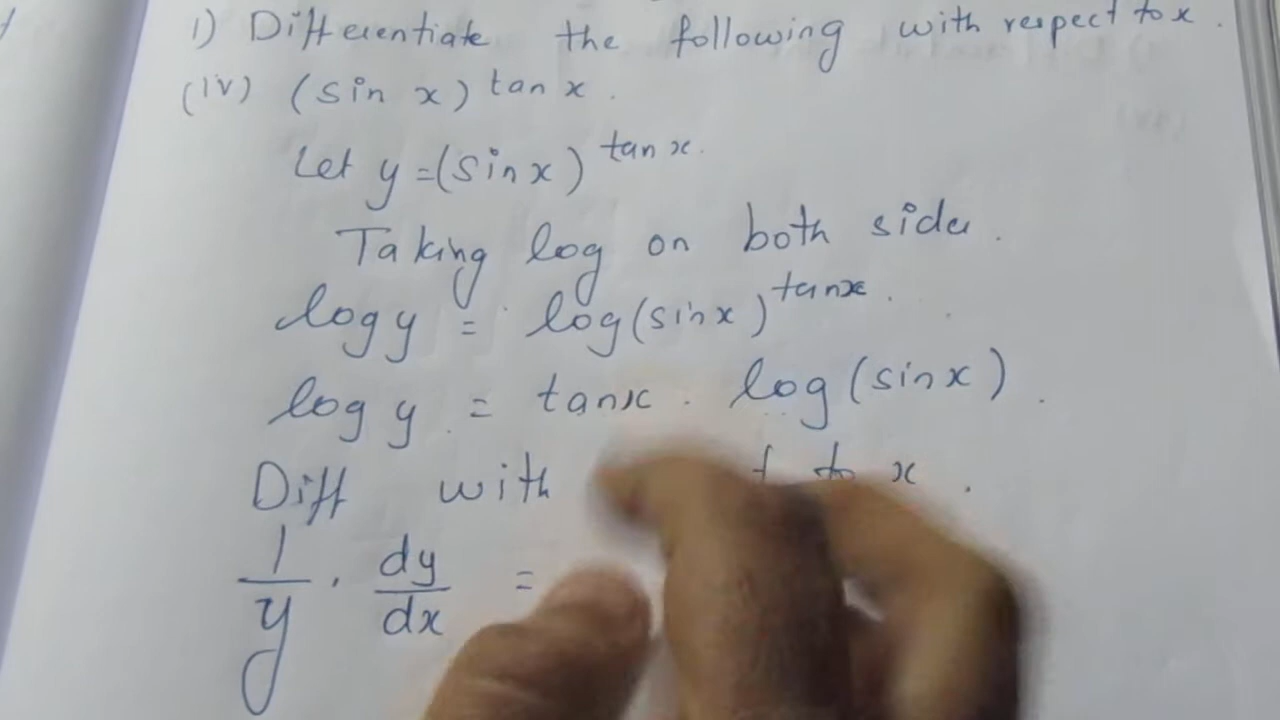 1) Differentiate the following with respect to x.
(iv) (sin x) tan x.
Let y = (sin x) tan x.
Taking log on both side.
log y = log (sin x) tan x.
log y = tan x . log (sin x).
Diff with to x.
1/y . dy/dx =